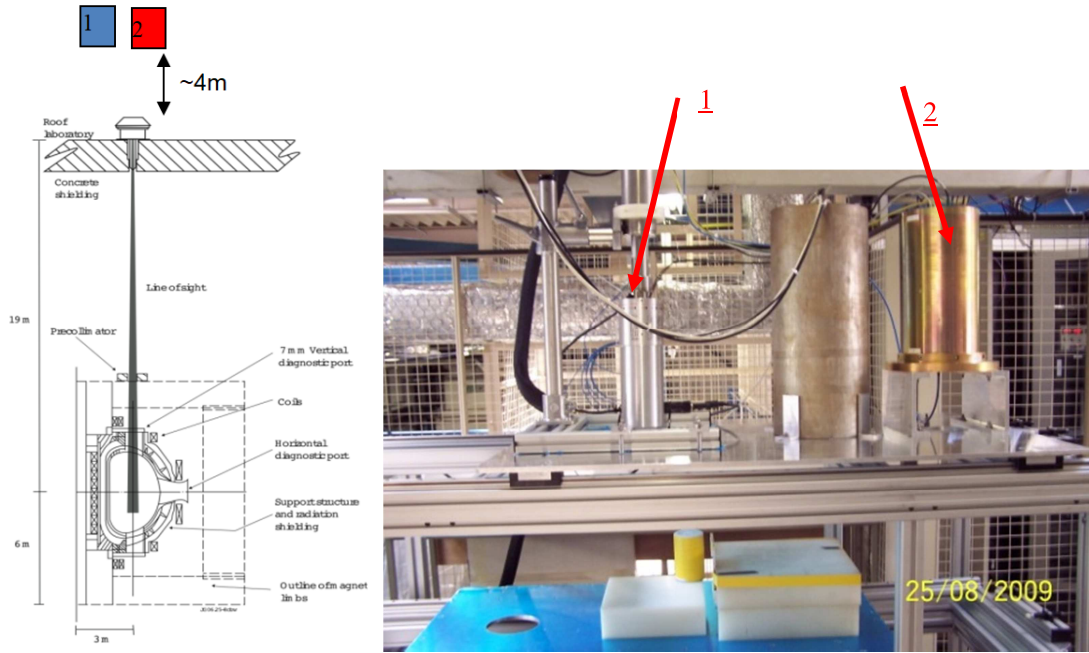 1
2
~4m
Roof
laboratory
Concrete
shielding
Line of sight
19 m
Precollimator
7 mm Vertical
diagnostic port
Coils
Horizontal
diagnostic port
Support structure
and radiation
shielding
6 m
Outline of magnet
limbs
3 m
1
2
25/08/2009